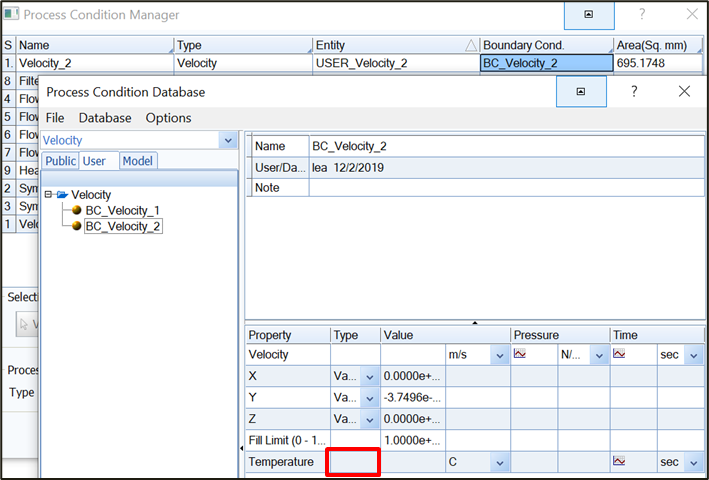 Process Condition Manager ?
S Name Type Entity Boundary Cond. Area(Sq. mm)
1. Velocity_2 Velocity USER_Velocity_2 BC_Velocity_2 695.1748
8 Filte
4 Flow
5 Flow
6 Flow
7 Flow
9 Hea
2 Sym
3 Sym
1 Velo
Selecti
V
Proces
Type
Process Condition Database ?
File Database Options
Velocity
Public User Model
Velocity
BC_Velocity_1
BC_Velocity_2
Name BC_Velocity_2
User/Da... lea 12/2/2019
Note
Property Type Value Pressure Time
Velocity m/s N/... sec
X Va... 0.0000e+...
Y Va... -3.7496e-...
Z Va... 0.0000e+...
Fill Limit (0 - 1... 1.0000e+...
Temperature C sec